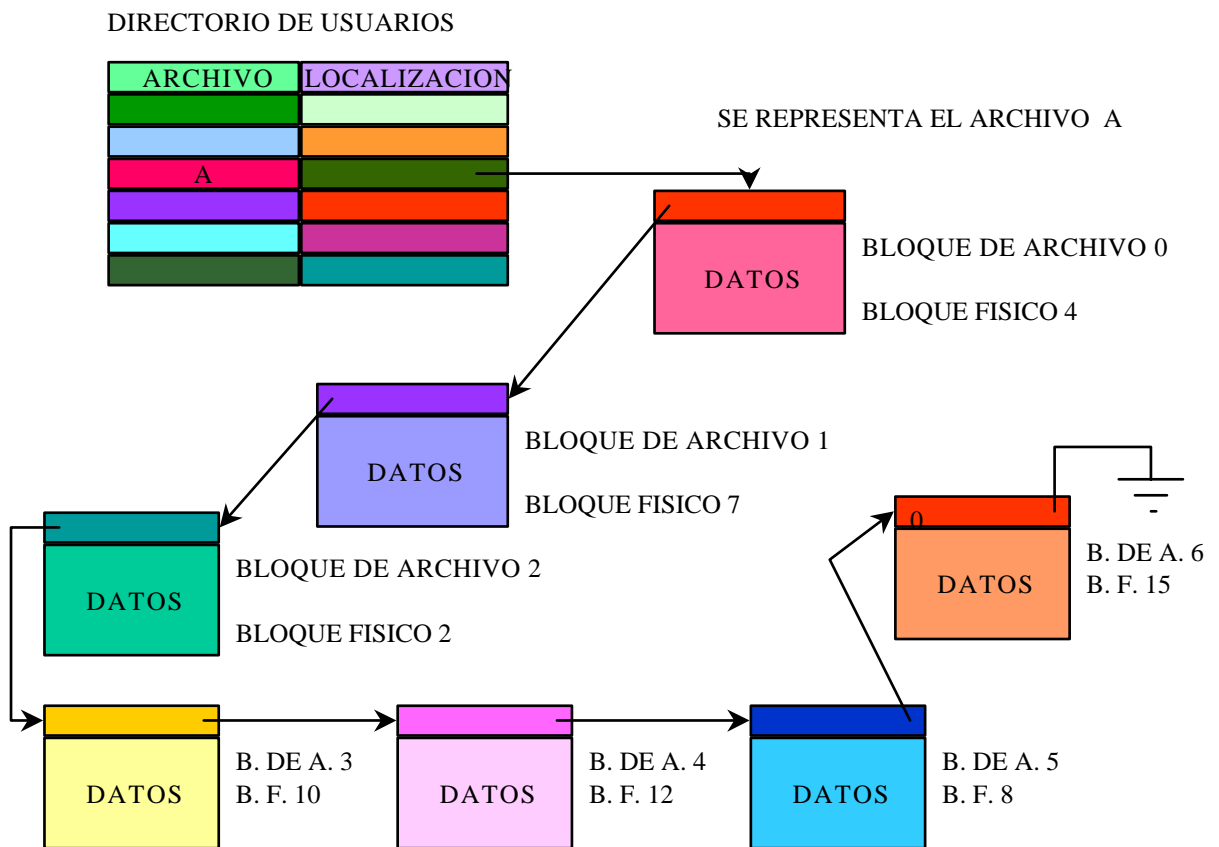 DIRECTORIO DE USUARIOS
ARCHIVO LOCALIZACION
SE REPRESENTA EL ARCHIVO A
A
BLOQUE DE ARCHIVO 0
DATOS
BLOQUE FISICO 4
BLOQUE DE ARCHIVO 1
DATOS
BLOQUE FISICO 7
0
B. DE A. 6
DATOS
B. F. 15
BLOQUE DE ARCHIVO 2
DATOS
BLOQUE FISICO 2
B. DE A. 3
DATOS
B. F. 10
B. DE A. 4
DATOS
B. F. 12
B. DE A. 5
DATOS
B. F. 8